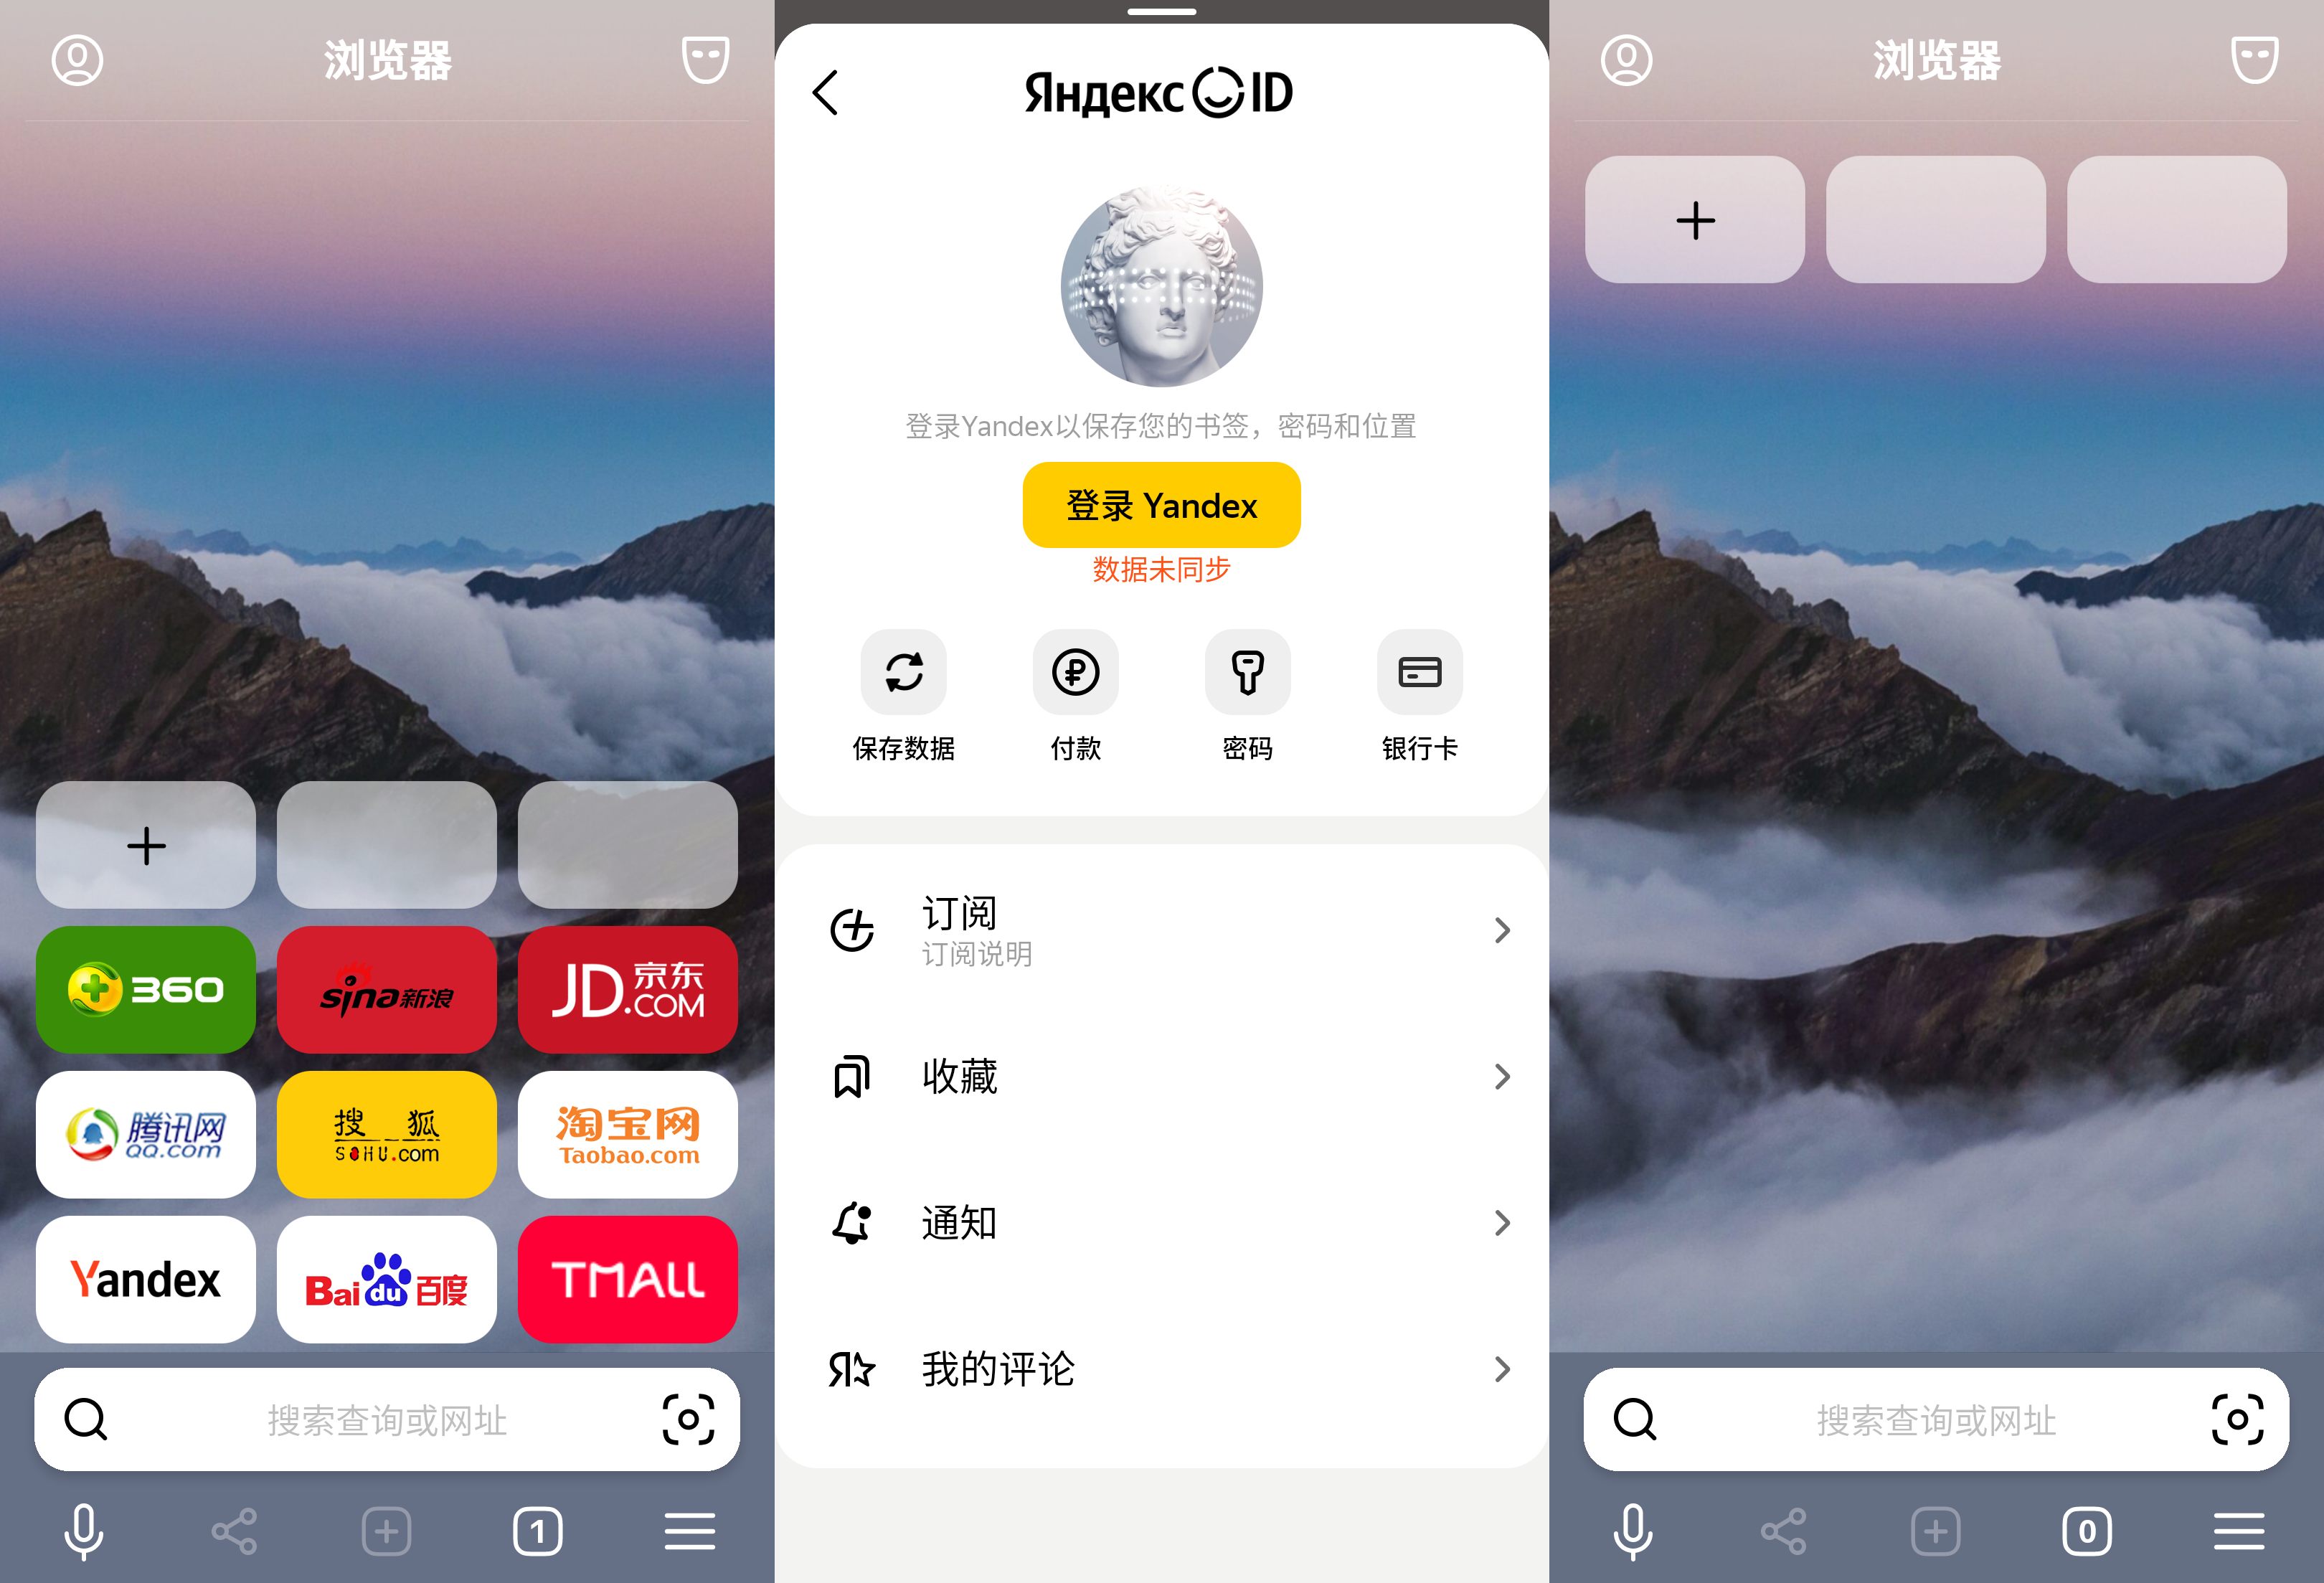 浏览器
360
sina新浪
JD.京东
.COM
腾讯网
QQ.com
搜 狐
SOHU.com
淘宝网
Taobao.com
Yandex
Bai du 百度
TMALL
搜索查询或网址
1
Яндекс ID
登录Yandex以保存您的书签，密码和位置
登录 Yandex
数据未同步
保存数据
付款
密码
银行卡
订阅
订阅说明
收藏
通知
我的评论
浏览器
搜索查询或网址
0